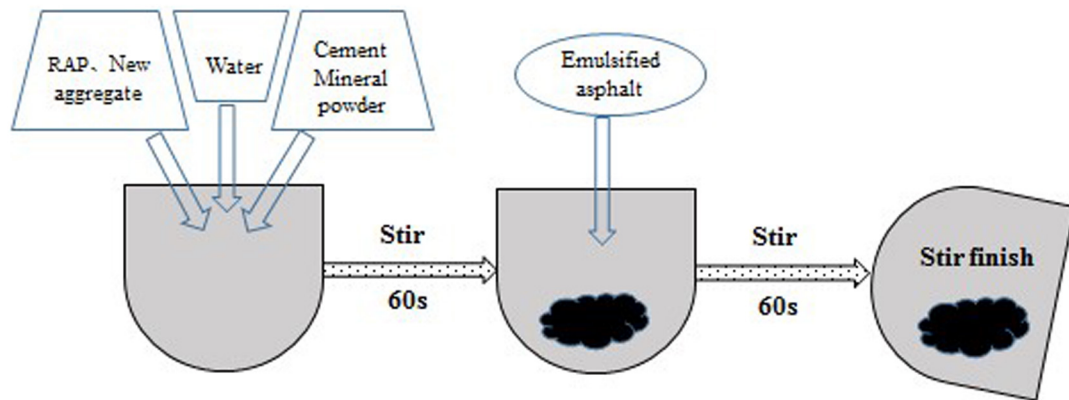 RAP、New
aggregate
Water
Cement
Mineral
powder
Emulsified
asphalt
Stir
60s
Stir
60s
Stir finish